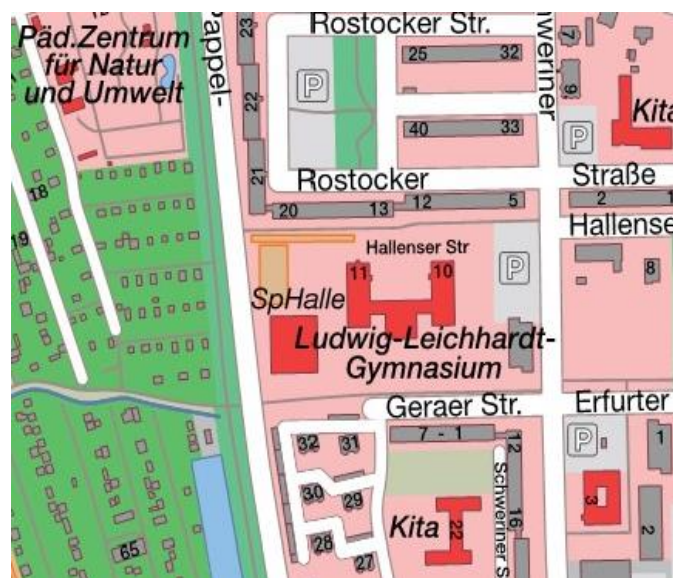 Rostocker Str.
Päd.Zentrum
für Natur
und Umwelt
Pappel-
Schweriner
23
25
32
7
9
P
Kita
P
22
40
33
18
21
Rostocker
Straße
20
13
12
5
2
1
19
Hallense
Hallenser Str
11
10
P
8
SpHalle
Ludwig-Leichhardt-
Gymnasium
Geraer Str.
Erfurter
32
31
7 - 1
12
P
1
30
29
Schweriner S
3
28
16
Kita
22
2
65
27